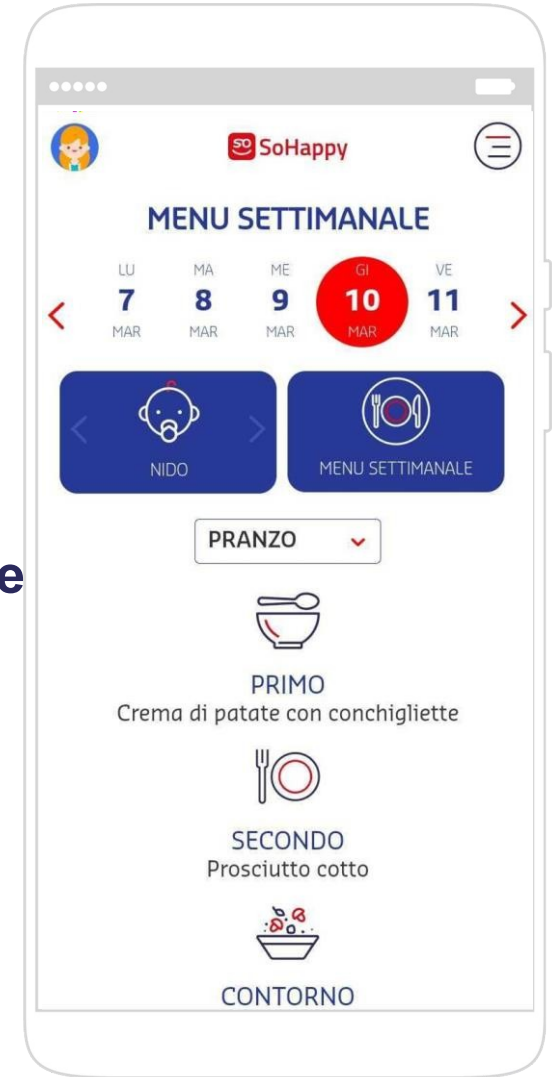 SoHappy
MENU SETTIMANALE
LU MA ME GI VE
7 8 9 10 11
MAR MAR MAR MAR MAR
NIDO
MENU SETTIMANALE
PRANZO
e
PRIMO
Crema di patate con conchigliette
SECONDO
Prosciutto cotto
CONTORNO